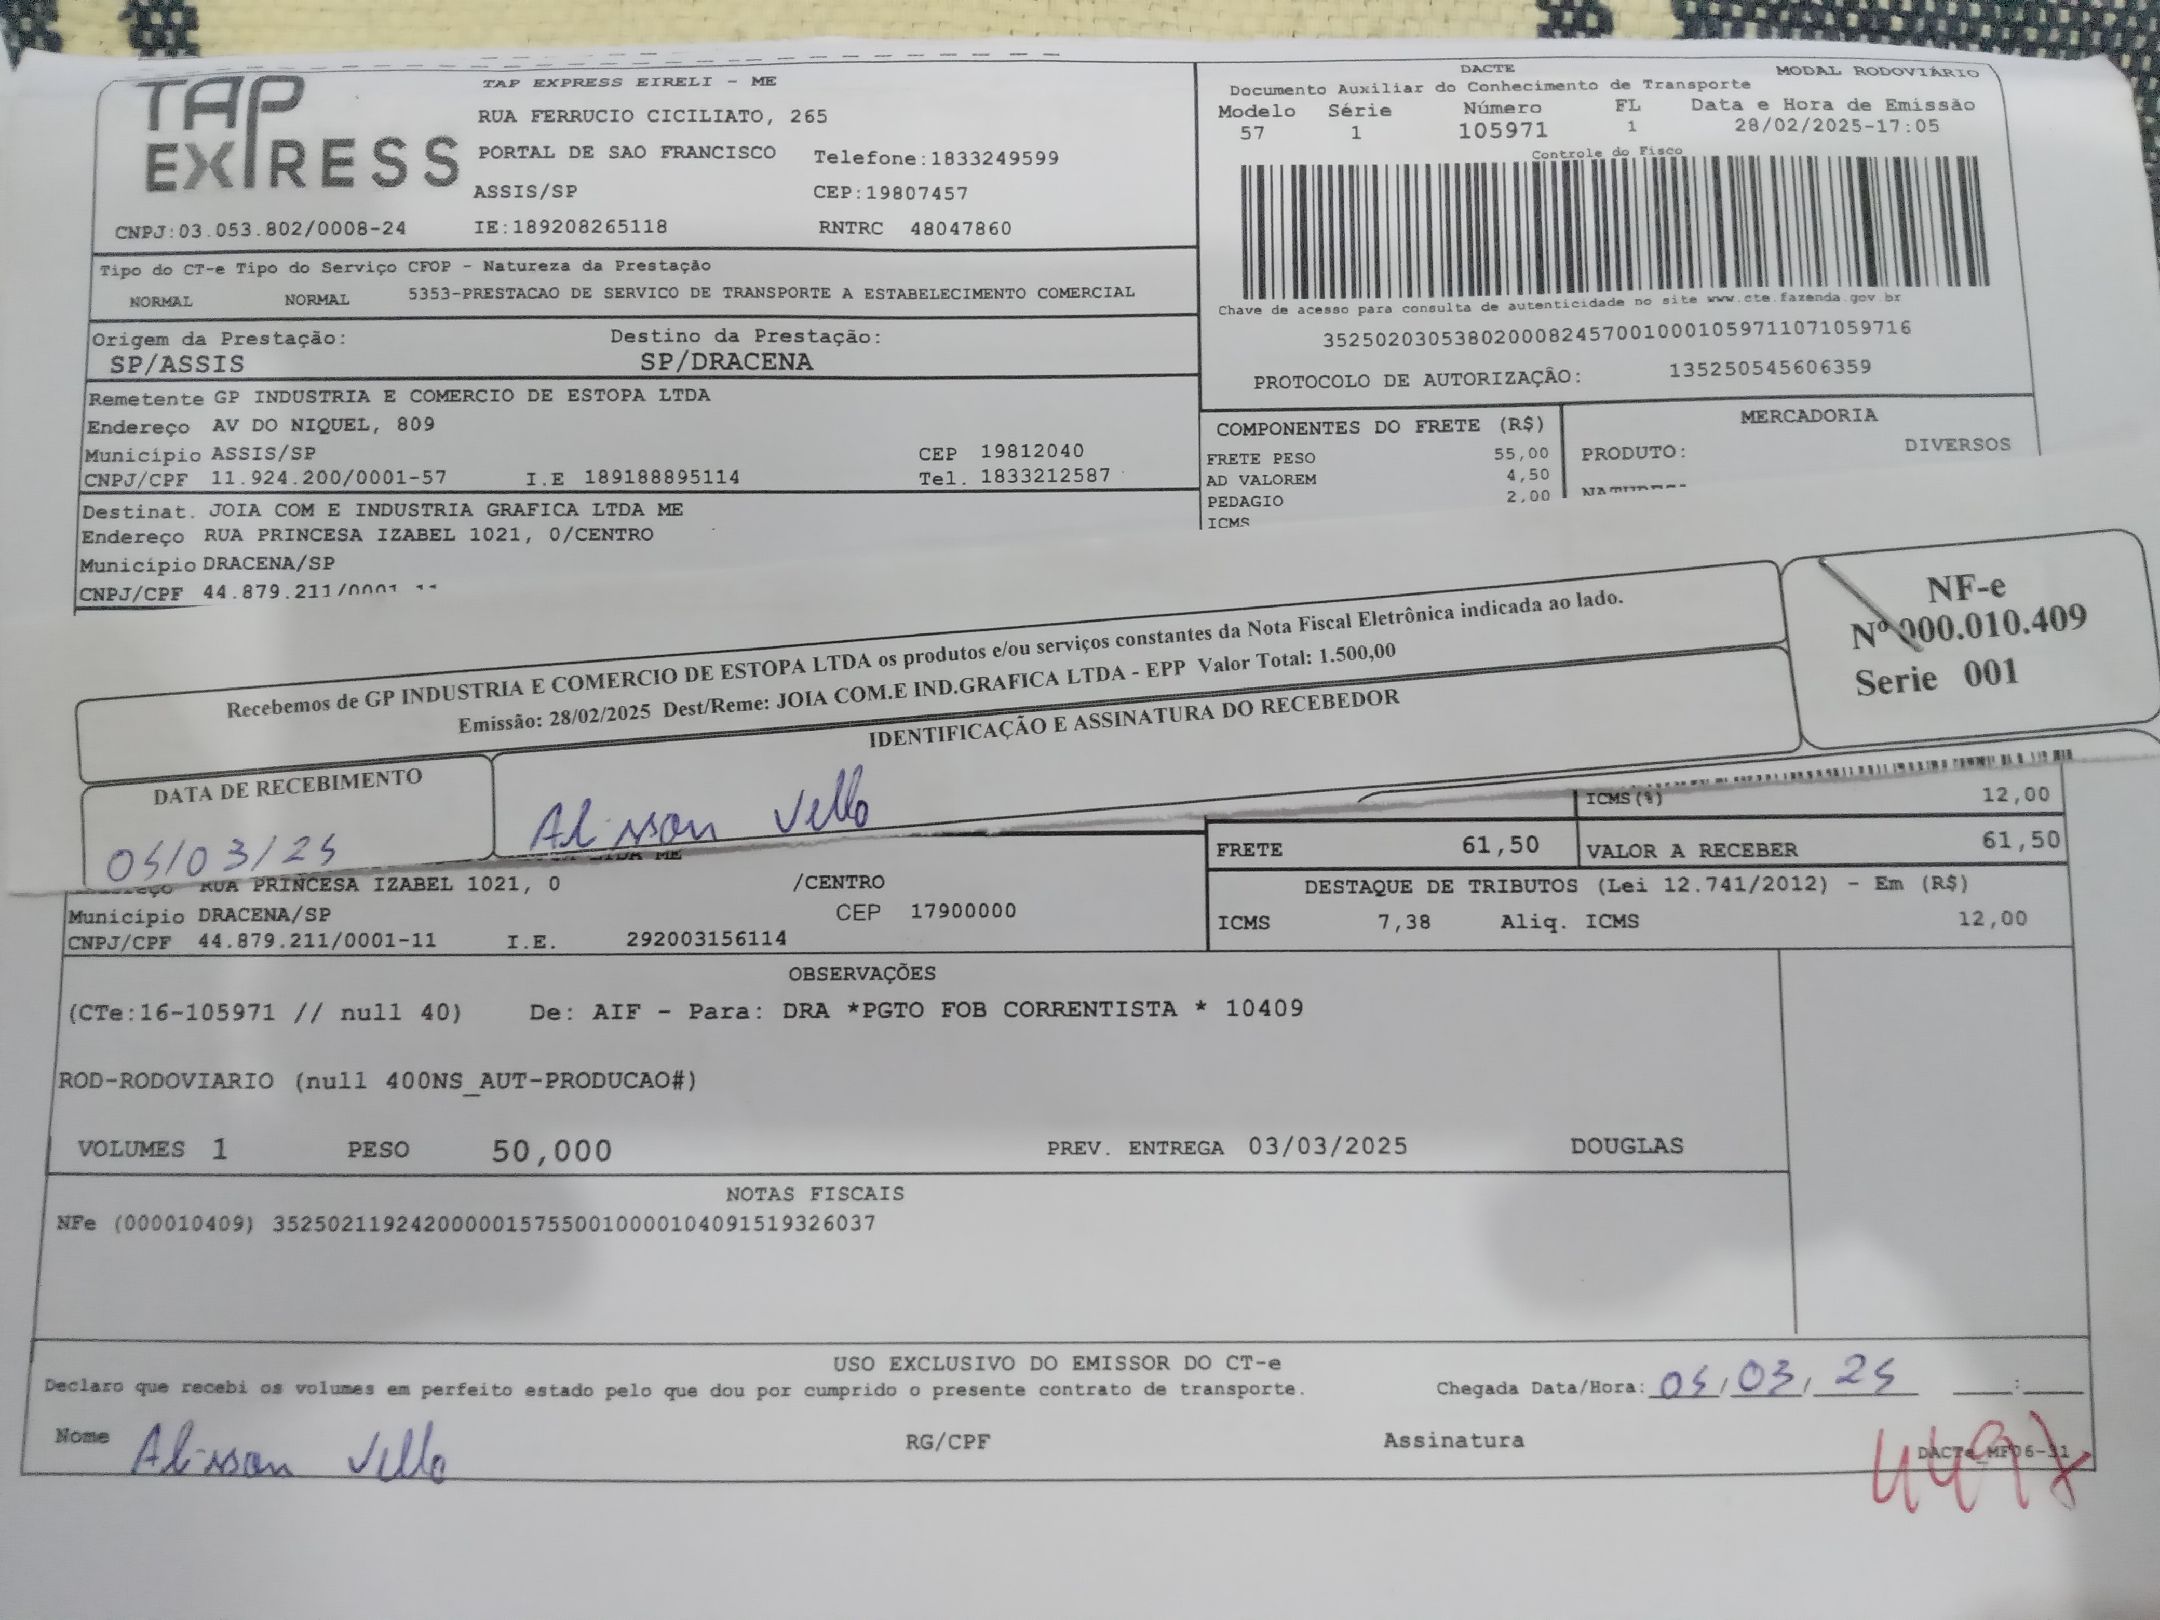 TAP EXPRESS
TAP EXPRESS EIRELI - ME
RUA FERRUCIO CICILIATO, 265
PORTAL DE SAO FRANCISCO Telefone:1833249599
ASSIS/SP CEP:19807457
CNPJ:03.053.802/0008-24 IE:189208265118 RNTRC 48047860
DACTE MODAL RODOVIÁRIO
Documento Auxiliar do Conhecimento de Transporte
Modelo Série Número FL Data e Hora de Emissão
57 1 105971 1 28/02/2025-17:05
Controle do Fisco
Chave de acesso para consulta de autenticidade no site www.cte.fazenda.gov.br
35250203053802000824570010001059711071059716
PROTOCOLO DE AUTORIZAÇÃO: 135250545606359
Tipo do CT-e Tipo do Serviço CFOP - Natureza da Prestação
NORMAL NORMAL 5353-PRESTACAO DE SERVICO DE TRANSPORTE A ESTABELECIMENTO COMERCIAL
Origem da Prestação: Destino da Prestação:
SP/ASSIS SP/DRACENA
Remetente GP INDUSTRIA E COMERCIO DE ESTOPA LTDA
Endereço AV DO NIQUEL, 809
Município ASSIS/SP CEP 19812040
CNPJ/CPF 11.924.200/0001-57 I.E 189188895114 Tel. 1833212587
Destinat. JOIA COM E INDUSTRIA GRAFICA LTDA ME
Endereço RUA PRINCESA IZABEL 1021, 0/CENTRO
Município DRACENA/SP
CNPJ/CPF 44.879.211/0001
COMPONENTES DO FRETE (R$) MERCADORIA
FRETE PESO 55,00 PRODUTO: DIVERSOS
AD VALOREM 4,50
PEDAGIO 2,00
ICMS
Recebemos de GP INDUSTRIA E COMERCIO DE ESTOPA LTDA os produtos e/ou serviços constantes da Nota Fiscal Eletrônica indicada ao lado.
Emissão: 28/02/2025 Dest/Reme: JOIA COM.E IND.GRAFICA LTDA - EPP Valor Total: 1.500,00
NF-e
Nº 000.010.409
Serie 001
DATA DE RECEBIMENTO IDENTIFICAÇÃO E ASSINATURA DO RECEBEDOR
05/03/25 Alisson Vello
ICMS(%) 12,00
LTDA ME
FRETE 61,50 VALOR A RECEBER 61,50
RUA PRINCESA IZABEL 1021, 0 /CENTRO
Município DRACENA/SP CEP 17900000
CNPJ/CPF 44.879.211/0001-11 I.E. 292003156114
DESTAQUE DE TRIBUTOS (Lei 12.741/2012) - Em (R$)
ICMS 7,38 Aliq. ICMS 12,00
OBSERVAÇÕES
(CTe:16-105971 // null 40) De: AIF - Para: DRA *PGTO FOB CORRENTISTA * 10409
ROD-RODOVIARIO (null 400NS_AUT-PRODUCAO#)
VOLUMES 1 PESO 50,000 PREV. ENTREGA 03/03/2025 DOUGLAS
NOTAS FISCAIS
NFe (000010409) 35250211924200000157550010000104091519326037
USO EXCLUSIVO DO EMISSOR DO CT-e
Declaro que recebi os volumes em perfeito estado pelo que dou por cumprido o presente contrato de transporte. Chegada Data/Hora: 05/03/25 :
Nome Alisson Vello RG/CPF Assinatura